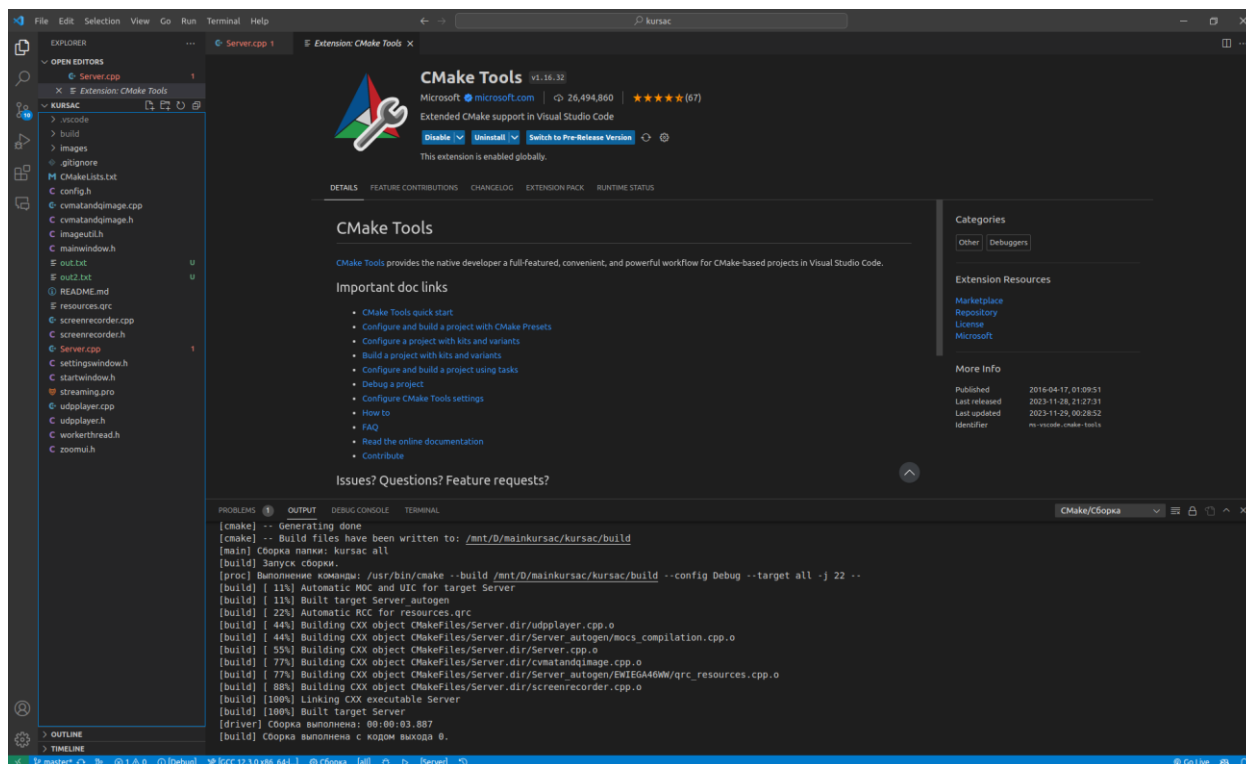 File Edit Selection View Go Run Terminal Help
kursac
EXPLORER
Server.cpp 1
Extension: CMake Tools
OPEN EDITORS
Server.cpp 1
Extension: CMake Tools
KURSAC
.vscode
build
images
.gitignore
CMakeLists.txt
config.h
cvmatandqimage.cpp
cvmatandqimage.h
imageutil.h
mainwindow.h
out.txt U
out2.txt U
README.md
resources.qrc
screenrecorder.cpp
screenrecorder.h
Server.cpp 1
settingswindow.h
startwindow.h
streaming.pro
udpplayer.cpp
udpplayer.h
workerthread.h
zoomui.h
OUTLINE
TIMELINE
10
CMake Tools v1.16.32
Microsoft microsoft.com 26,494,860 (67)
Extended CMake support in Visual Studio Code
Disable Uninstall Switch to Pre-Release Version
This extension is enabled globally.
DETAILS FEATURE CONTRIBUTIONS CHANGELOG EXTENSION PACK RUNTIME STATUS
CMake Tools
CMake Tools provides the native developer a full-featured, convenient, and powerful workflow for CMake-based projects in Visual Studio Code.
Important doc links
CMake Tools quick start
Configure and build a project with CMake Presets
Configure a project with kits and variants
Build a project with kits and variants
Configure and build a project using tasks
Debug a project
Configure CMake Tools settings
How to
FAQ
Read the online documentation
Contribute
Issues? Questions? Feature requests?
Categories
Other Debuggers
Extension Resources
Marketplace
Repository
License
Microsoft
More Info
Published 2016-04-17, 01:09:51
Last released 2023-11-28, 21:27:31
Last updated 2023-11-29, 00:28:52
Identifier ms-vscode.cmake-tools
PROBLEMS 1 OUTPUT DEBUG CONSOLE TERMINAL
CMake/Сборка
[cmake] -- Generating done
[cmake] -- Build files have been written to: /mnt/D/mainkursac/kursac/build
[main] Сборка папки: kursac all
[build] Запуск сборки.
[proc] Выполнение команды: /usr/bin/cmake --build /mnt/D/mainkursac/kursac/build --config Debug --target all -j 22 --
[build] [ 11%] Automatic MOC and UIC for target Server
[build] [ 11%] Built target Server_autogen
[build] [ 22%] Automatic RCC for resources.qrc
[build] [ 44%] Building CXX object CMakeFiles/Server.dir/udpplayer.cpp.o
[build] [ 44%] Building CXX object CMakeFiles/Server.dir/Server_autogen/mocs_compilation.cpp.o
[build] [ 55%] Building CXX object CMakeFiles/Server.dir/Server.cpp.o
[build] [ 77%] Building CXX object CMakeFiles/Server.dir/cvmatandqimage.cpp.o
[build] [ 77%] Building CXX object CMakeFiles/Server.dir/Server_autogen/EWIEGA46WW/qrc_resources.cpp.o
[build] [ 88%] Building CXX object CMakeFiles/Server.dir/screenrecorder.cpp.o
[build] [100%] Linking CXX executable Server
[build] [100%] Built target Server
[driver] Сборка выполнена: 00:00:03.887
[build] Сборка выполнена с кодом выхода 0.
master* 1 0 [Debug] [GCC 12.3.0 x86_64-l...] Сборка [all] [Server] Go Live